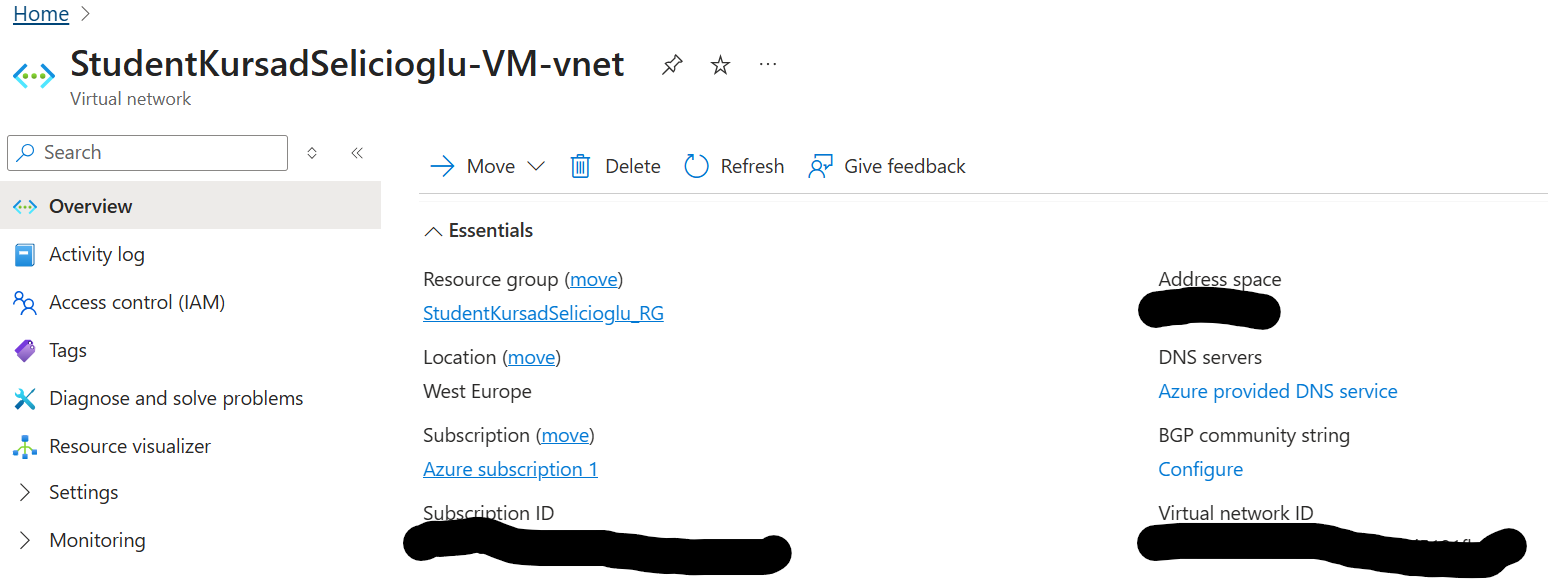 Home
StudentKursadSelicioglu-VM-vnet
Virtual network
Search
Overview
Activity log
Access control (IAM)
Tags
Diagnose and solve problems
Resource visualizer
Settings
Monitoring
Move
Delete
Refresh
Give feedback
Essentials
Resource group (move)
StudentKursadSelicioglu_RG
Location (move)
West Europe
Subscription (move)
Azure subscription 1
Subscription ID
Address space
DNS servers
Azure provided DNS service
BGP community string
Configure
Virtual network ID